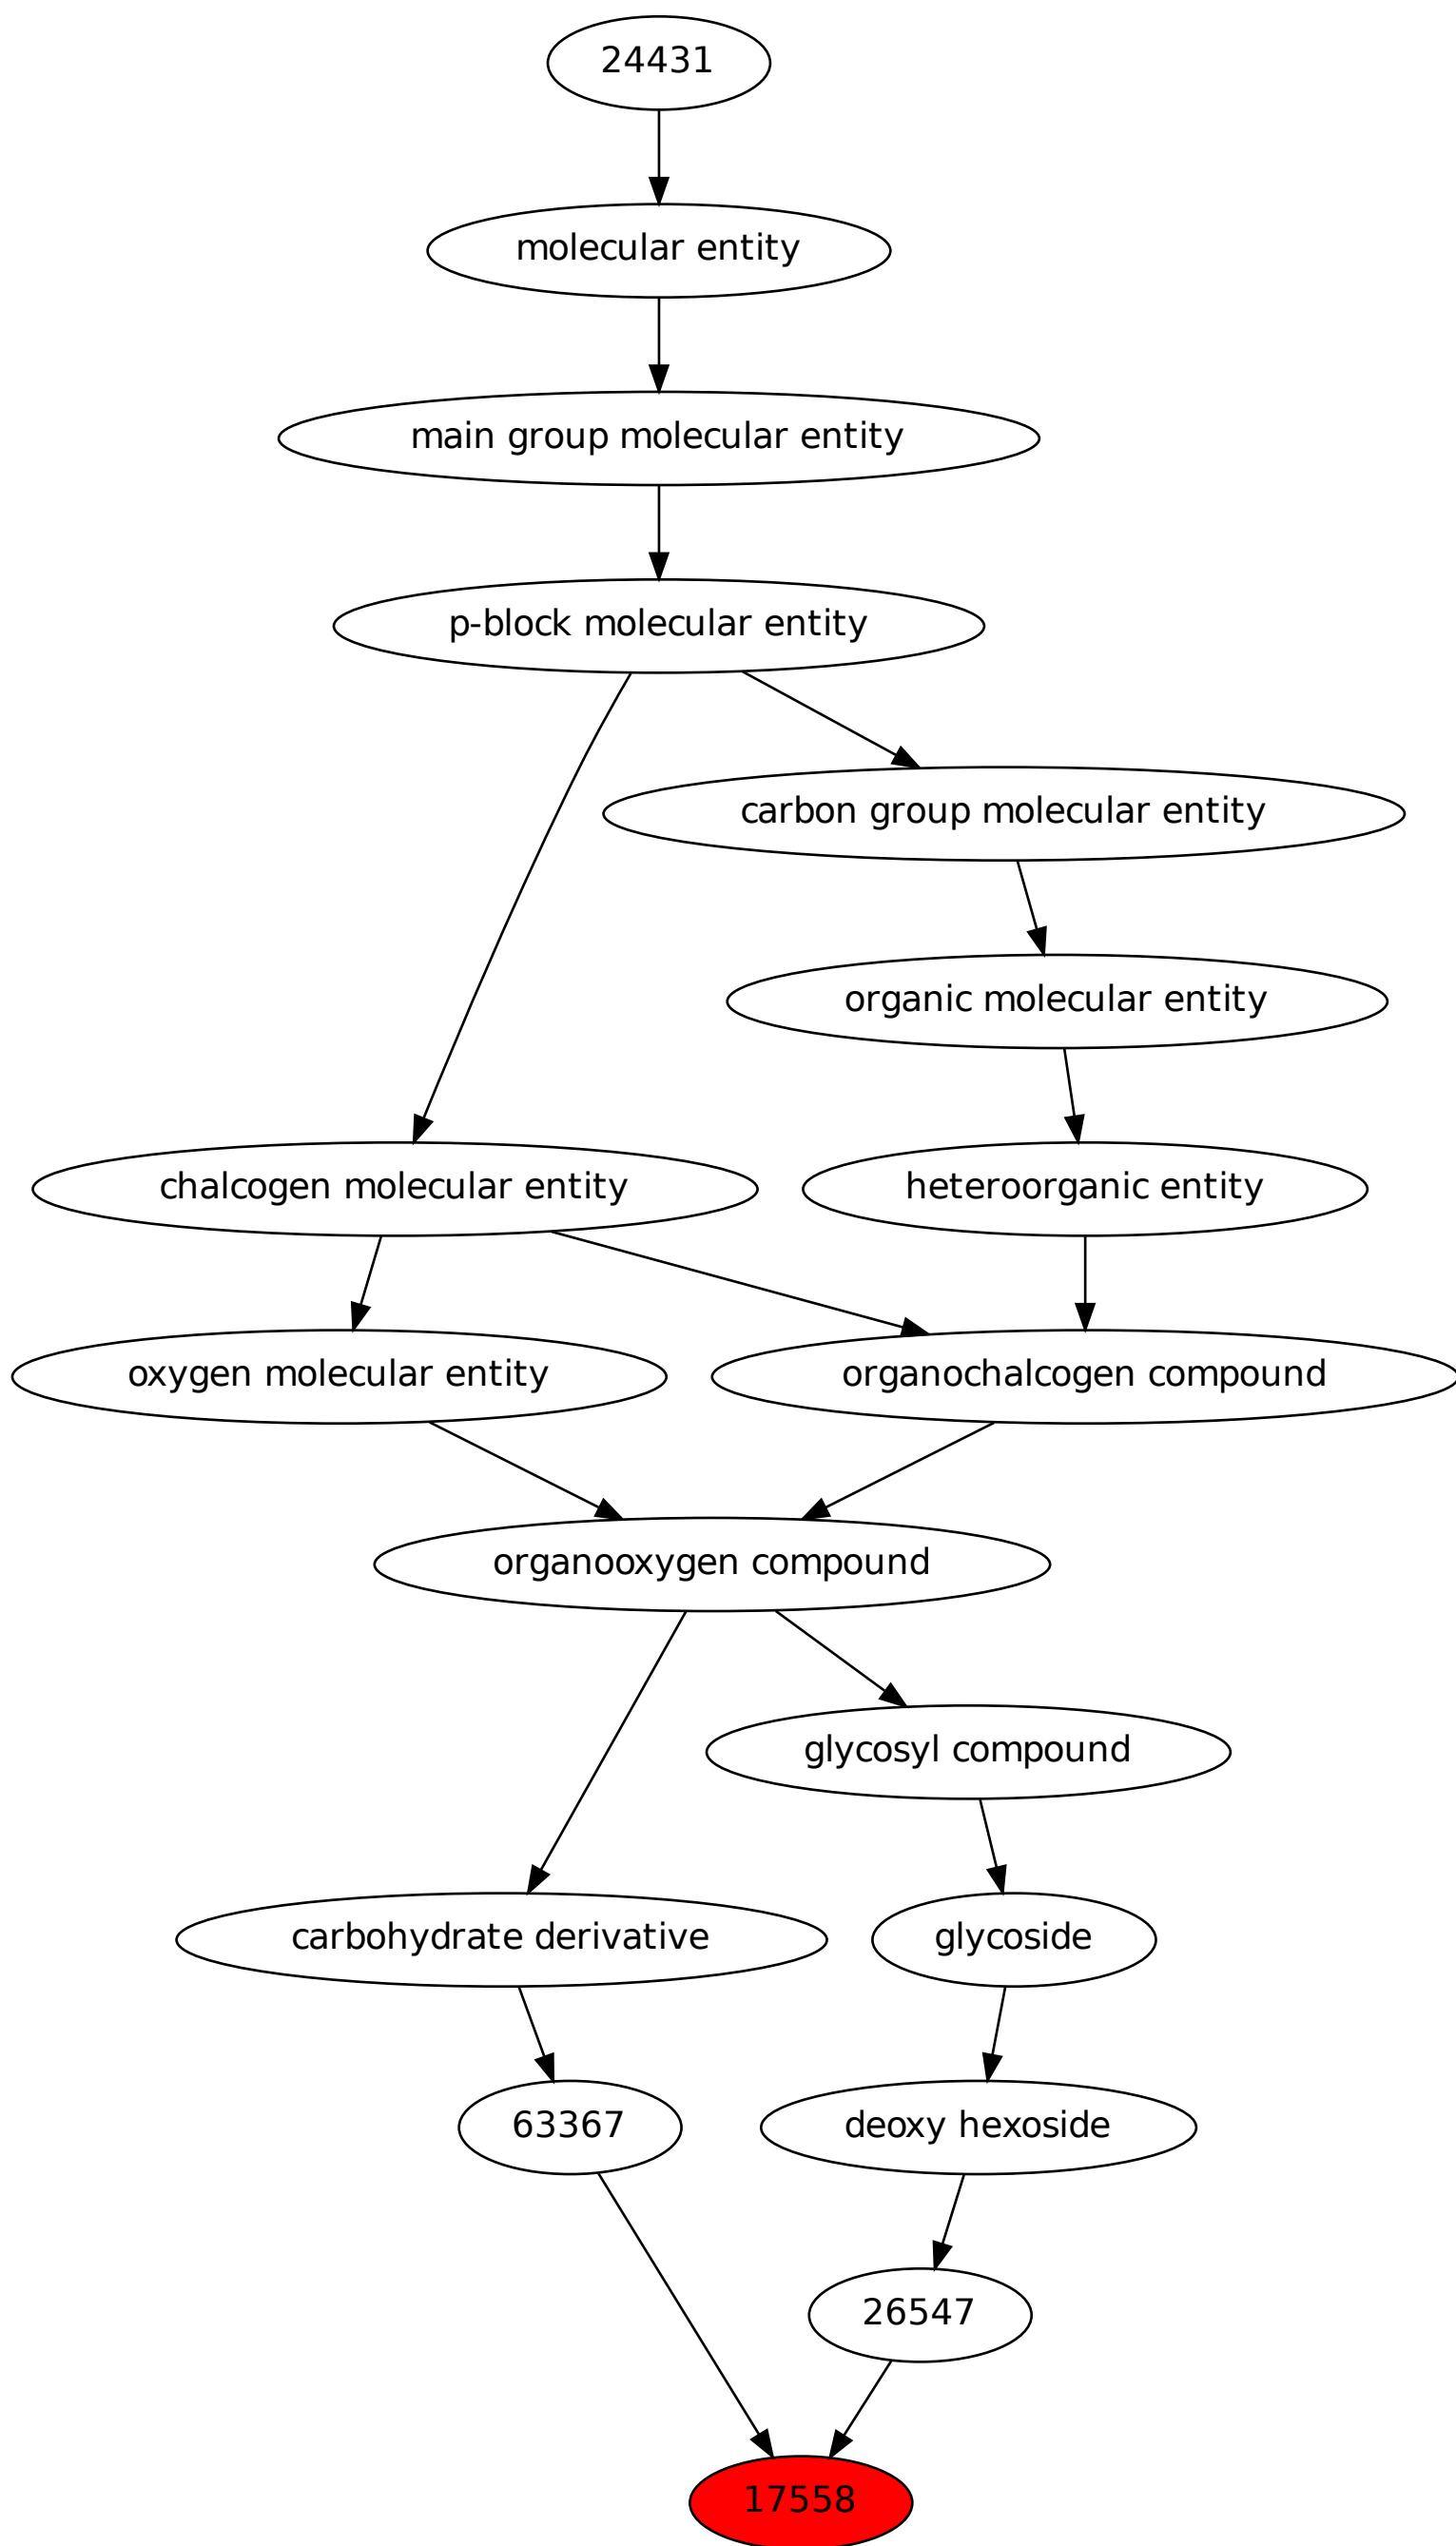 24431
molecular entity
main group molecular entity
p-block molecular entity
carbon group molecular entity
organic molecular entity
chalcogen molecular entity
heteroorganic entity
oxygen molecular entity
organochalcogen compound
organooxygen compound
glycosyl compound
carbohydrate derivative
glycoside
63367
deoxy hexoside
26547
17558